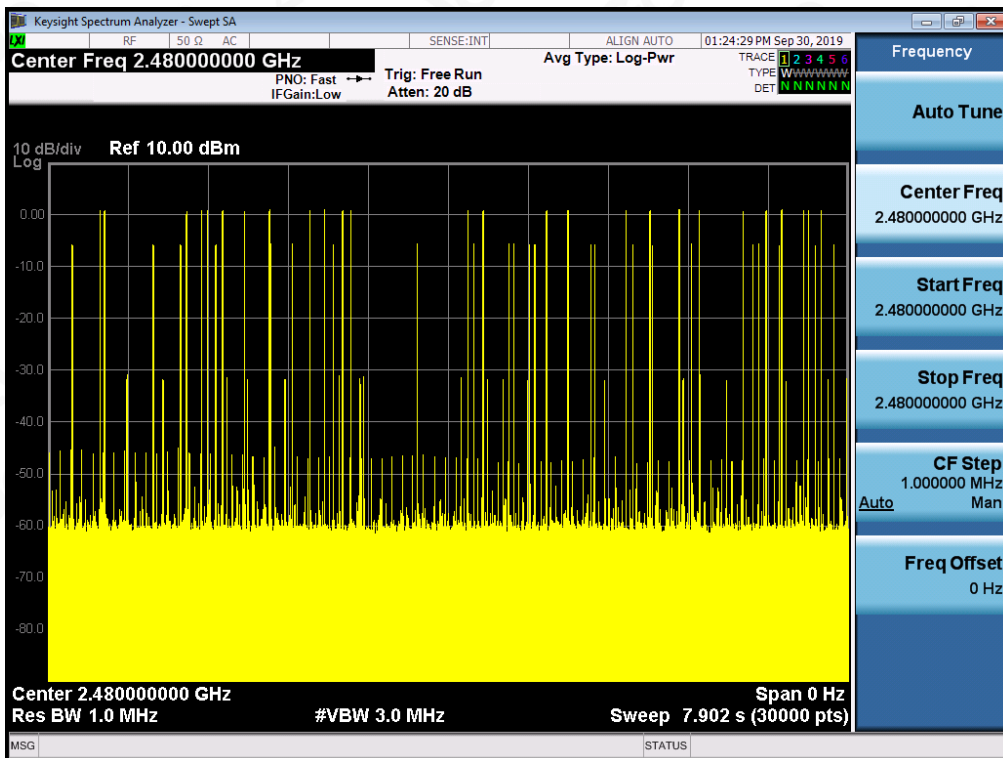 Keysight Spectrum Analyzer - Swept SA
LXI RF 50 Ω AC SENSE:INT ALIGN AUTO 01:24:29 PM Sep 30, 2019
Center Freq 2.480000000 GHz
PNO: Fast
IFGain:Low
Trig: Free Run
Atten: 20 dB
Avg Type: Log-Pwr
TRACE 1 2 3 4 5 6
TYPE WWWWWW
DET N N N N N N
10 dB/div Ref 10.00 dBm
Log
0.00
-10.0
-20.0
-30.0
-40.0
-50.0
-60.0
-70.0
-80.0
Center 2.480000000 GHz Span 0 Hz
Res BW 1.0 MHz #VBW 3.0 MHz Sweep 7.902 s (30000 pts)
MSG STATUS
Frequency
Auto Tune
Center Freq
2.480000000 GHz
Start Freq
2.480000000 GHz
Stop Freq
2.480000000 GHz
CF Step
1.000000 MHz
Auto Man
Freq Offset
0 Hz